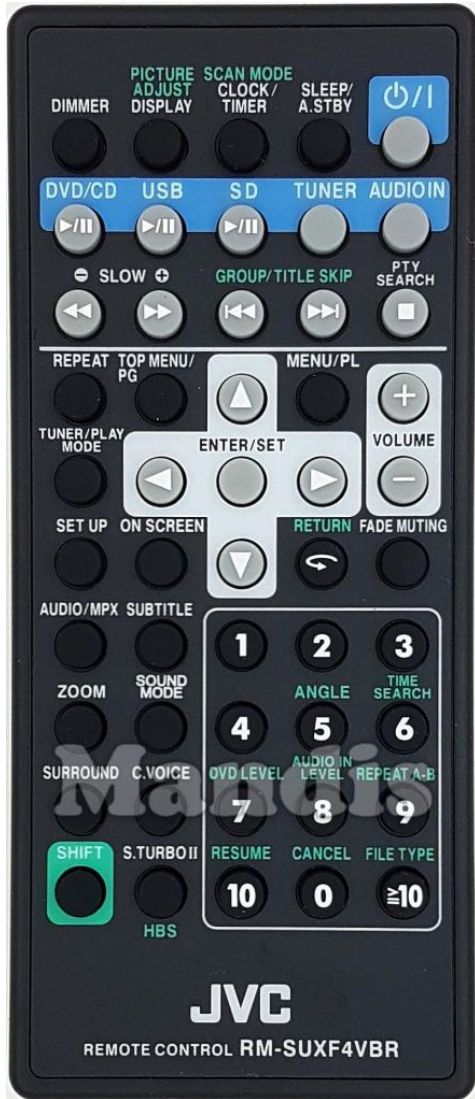 PICTURE ADJUST SCAN MODE
DIMMER DISPLAY CLOCK/TIMER SLEEP/A.STBY ⏻/I
DVD/CD USB SD TUNER AUDIO IN
⊖ SLOW ⊕ GROUP/TITLE SKIP PTY SEARCH
REPEAT TOP MENU/PG MENU/PL
TUNER/PLAY MODE ENTER/SET + VOLUME −
SET UP ON SCREEN RETURN FADE MUTING
AUDIO/MPX SUBTITLE 1 2 3
ZOOM SOUND MODE ANGLE TIME SEARCH
4 5 6
SURROUND C.VOICE DVD LEVEL AUDIO IN LEVEL REPEAT A-B
Mandis
7 8 9
SHIFT S.TURBO II RESUME CANCEL FILE TYPE
10 0 ≧10
HBS
JVC
REMOTE CONTROL RM-SUXF4VBR